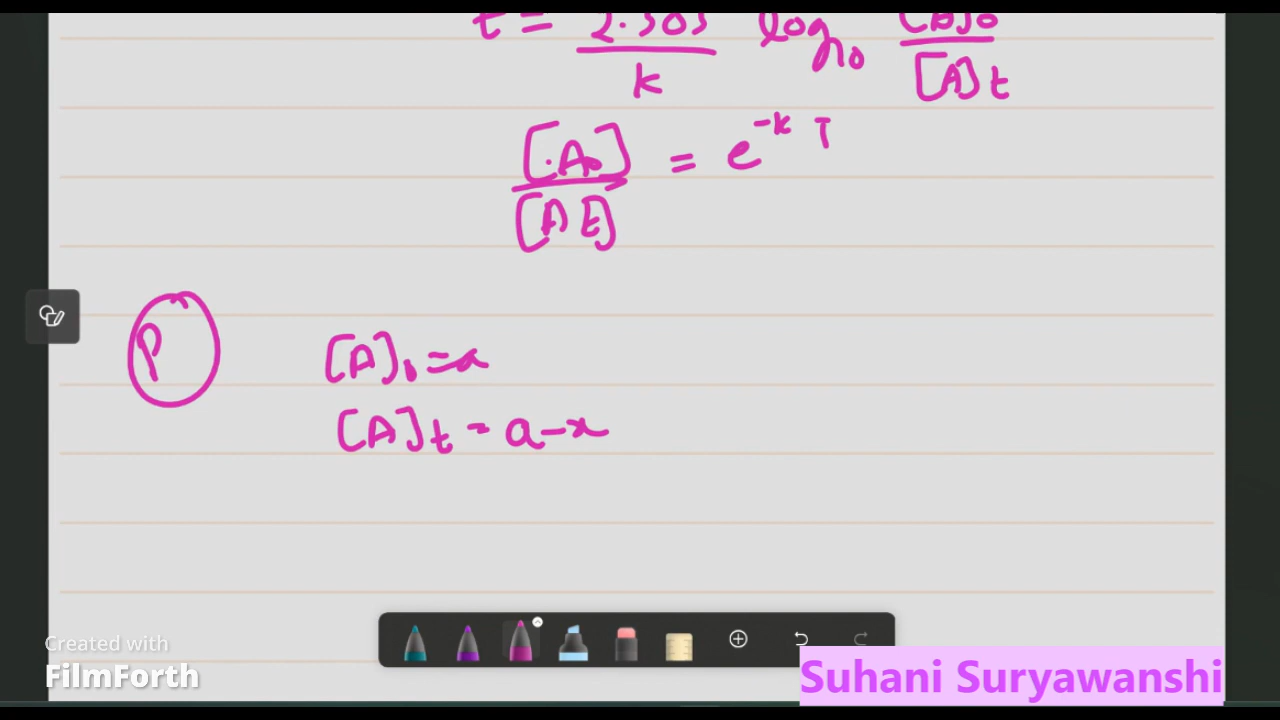 t = 2.303 / k log10 [A]0 / [A]t
[.A0] / [At] = e^-kT
P
[A]0 = a
[A]t = a-x
Created with
FilmForth
Suhani Suryawanshi